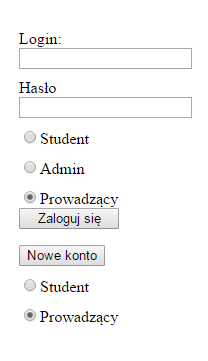 Login:
Hasło
Student
Admin
Prowadzący
Zaloguj się
Nowe konto
Student
Prowadzący